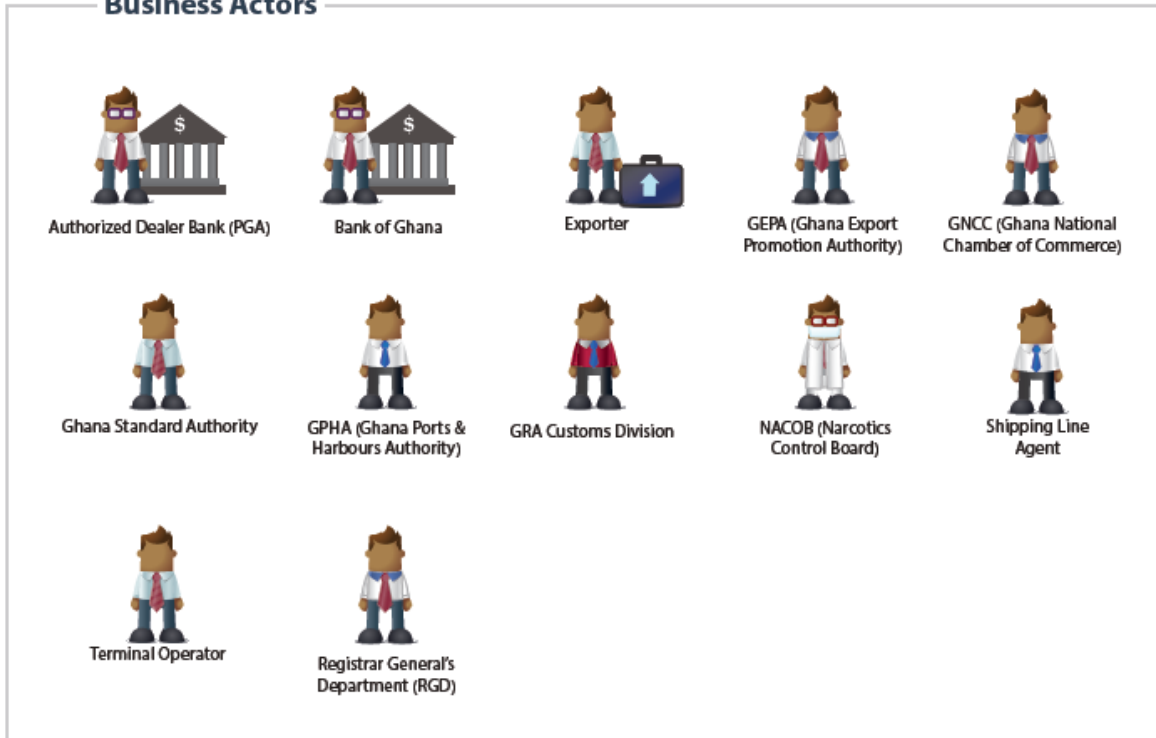 Business Actors
$
$
Authorized Dealer Bank (PGA)
Bank of Ghana
Exporter
GEPA (Ghana Export
Promotion Authority)
GNCC (Ghana National
Chamber of Commerce)
Ghana Standard Authority
GPHA (Ghana Ports &
Harbours Authority)
GRA Customs Division
NACOB (Narcotics
Control Board)
Shipping Line
Agent
Terminal Operator
Registrar General's
Department (RGD)